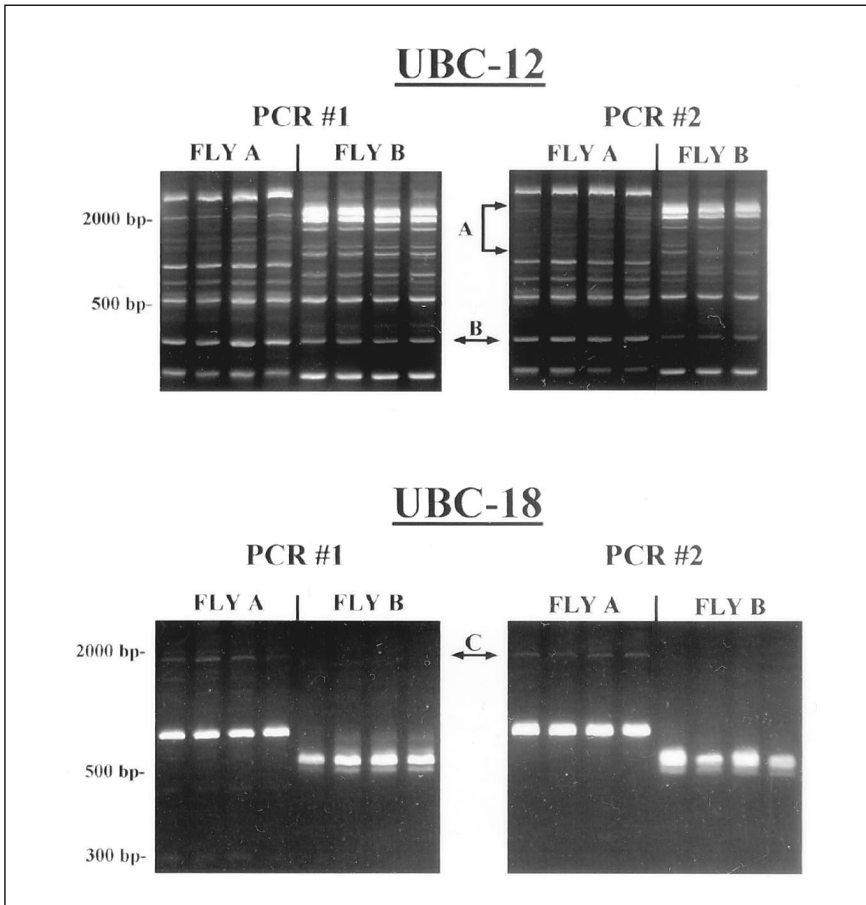 UBC-12
PCR #1 PCR #2
FLY A FLY B FLY A FLY B
2000 bp-
A
500 bp-
B
UBC-18
PCR #1 PCR #2
FLY A FLY B FLY A FLY B
2000 bp-
C
500 bp-
300 bp-